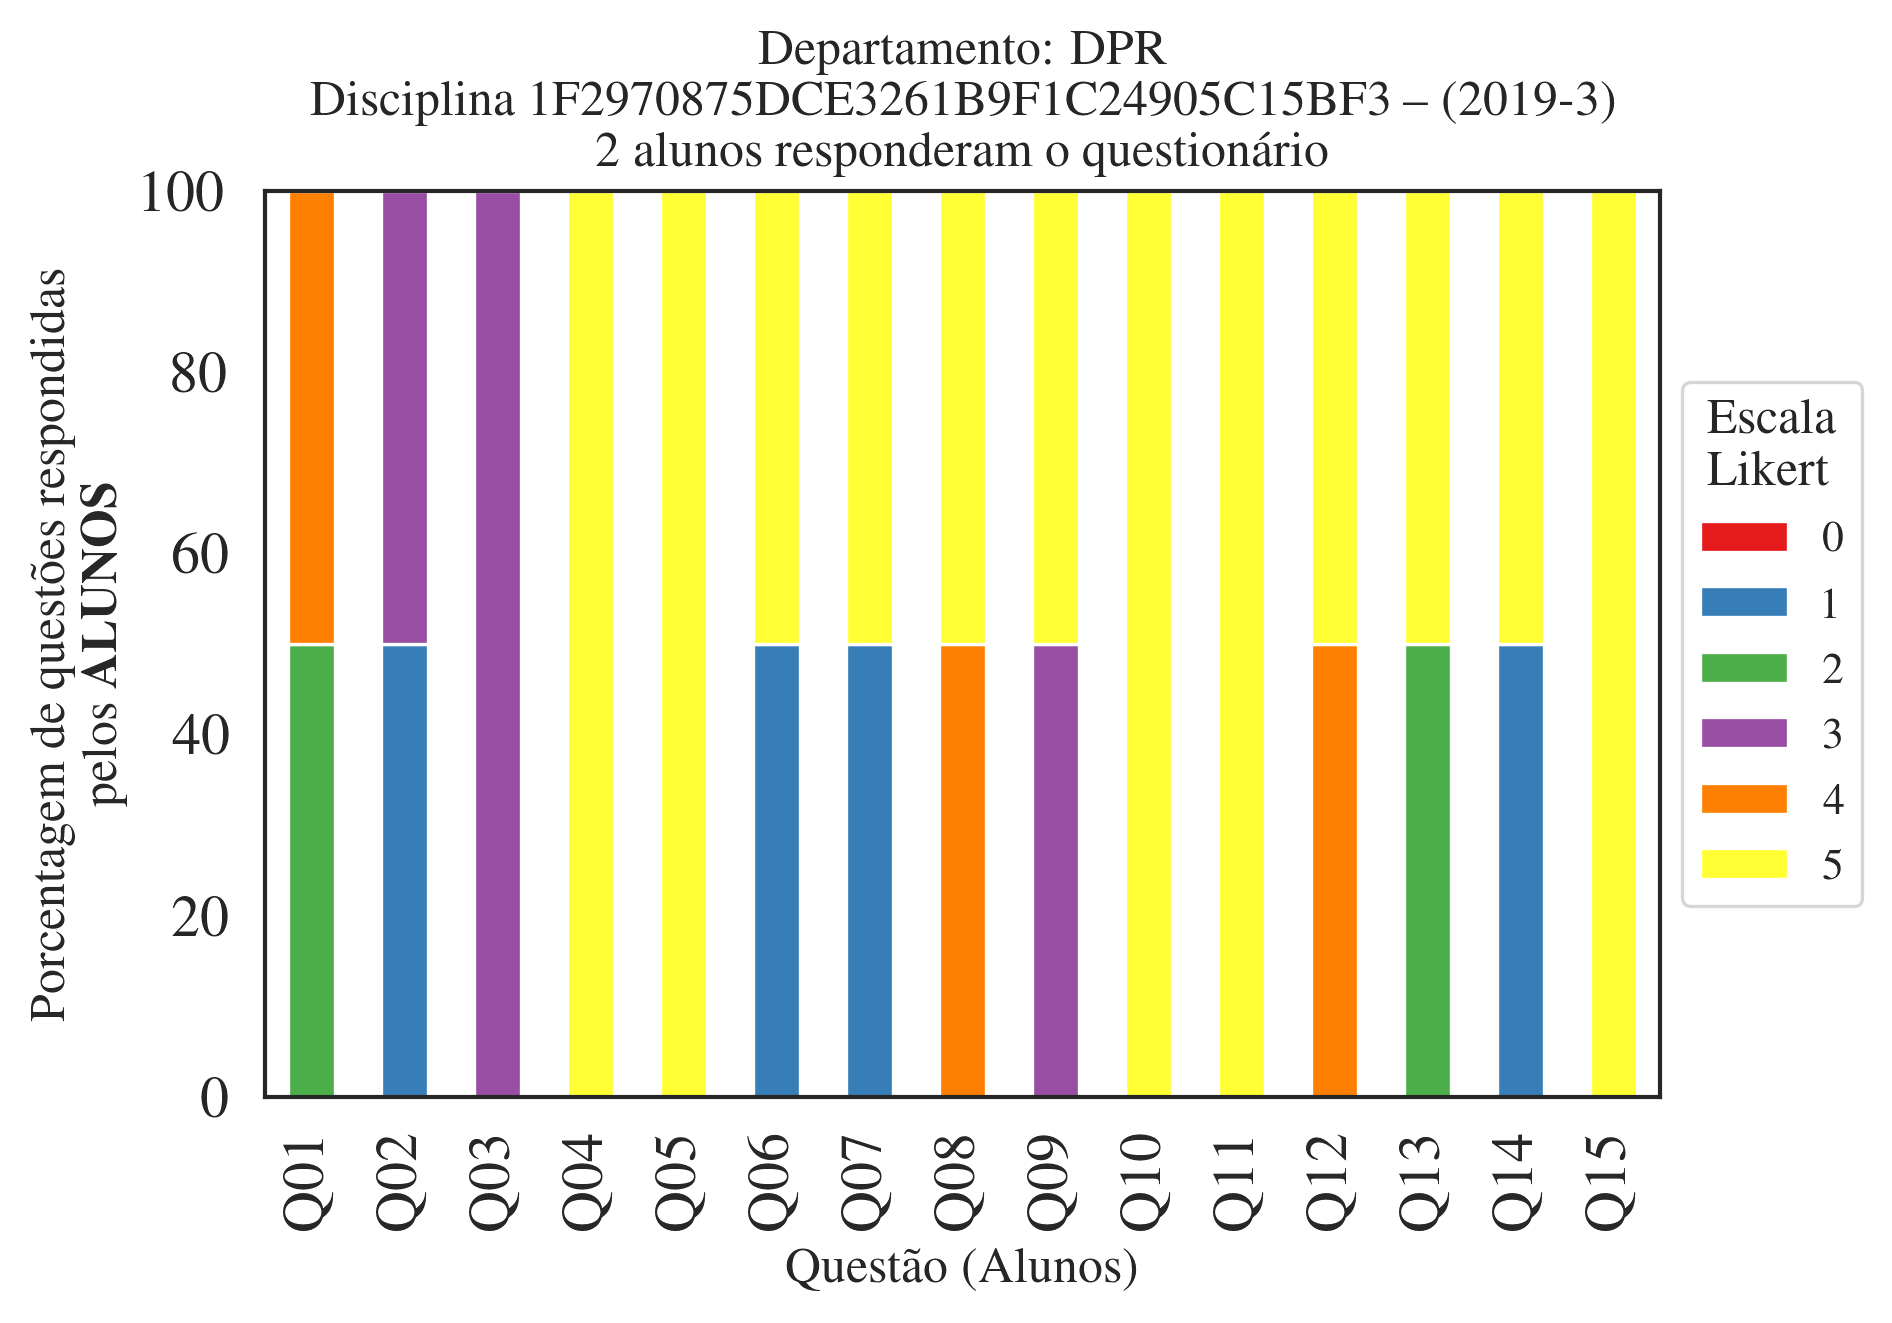 Departamento: DPR
Disciplina 1F2970875DCE3261B9F1C24905C15BF3 – (2019-3)
2 alunos responderam o questionário
Porcentagem de questões respondidas
pelos ALUNOS
100
80
60
40
20
0
Q01
Q02
Q03
Q04
Q05
Q06
Q07
Q08
Q09
Q10
Q11
Q12
Q13
Q14
Q15
Questão (Alunos)
Escala
Likert
0
1
2
3
4
5